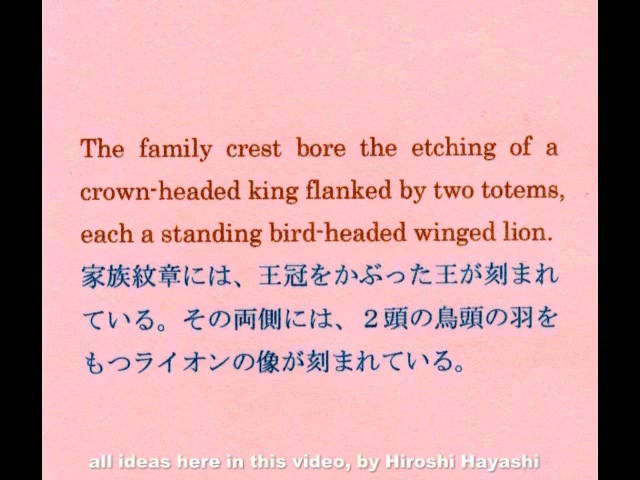 The family crest bore the etching of a
crown-headed king flanked by two totems,
each a standing bird-headed winged lion.
家族紋章には、王冠をかぶった王が刻まれ
ている。その両側には、２頭の鳥頭の羽を
もつライオンの像が刻まれている。
all ideas here in this video, by Hiroshi Hayashi